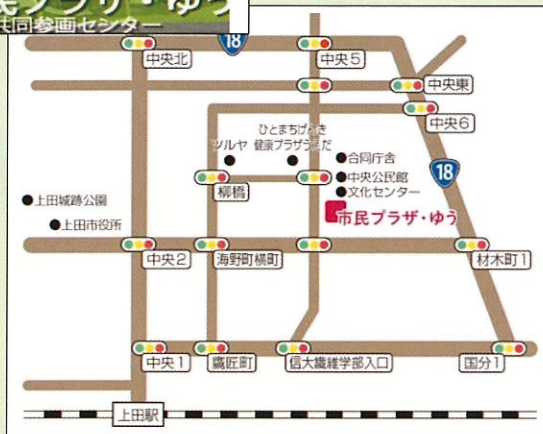 民プラザ・ゆう
共同参画センター
18
中央北
中央5
中央東
中央6
ひとまちげんき
ツルヤ
健康プラザうえだ
合同庁舎
中央公民館
文化センター
18
柳橋
上田城跡公園
市民プラザ・ゆう
上田市役所
中央2
海野町横町
材木町1
中央1
鷹匠町
信大繊維学部入口
国分1
上田駅